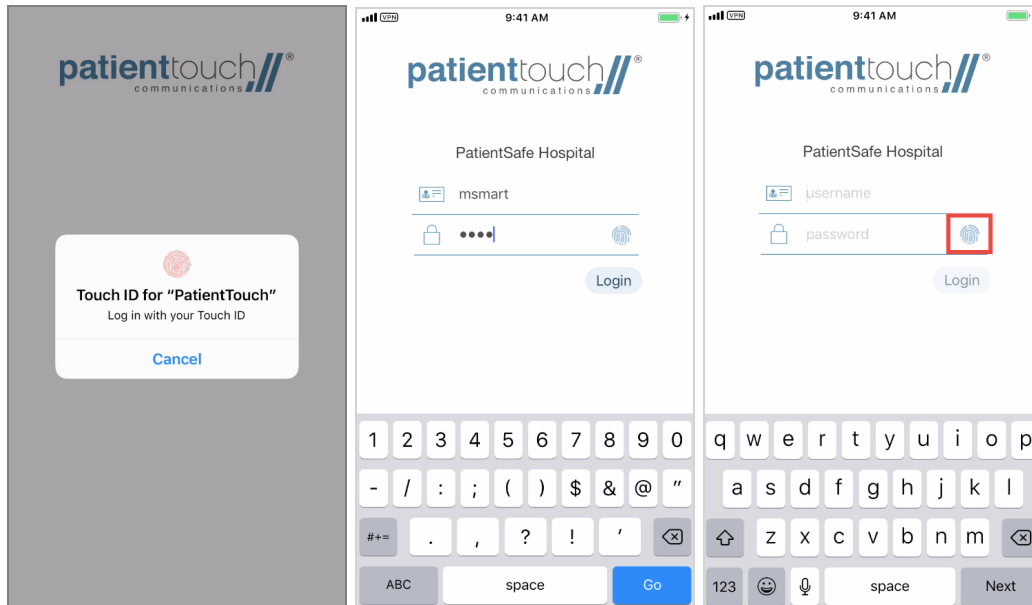 patienttouch®
communications
Touch ID for “PatientTouch”
Log in with your Touch ID
Cancel
VPN 9:41 AM
patienttouch®
communications
PatientSafe Hospital
msmart
••••
Login
1 2 3 4 5 6 7 8 9 0
- / : ; ( ) $ & @ "
#+= . , ? ! '
ABC space Go
VPN 9:41 AM
patienttouch®
communications
PatientSafe Hospital
username
password
Login
q w e r t y u i o p
a s d f g h j k l
z x c v b n m
123 space Next